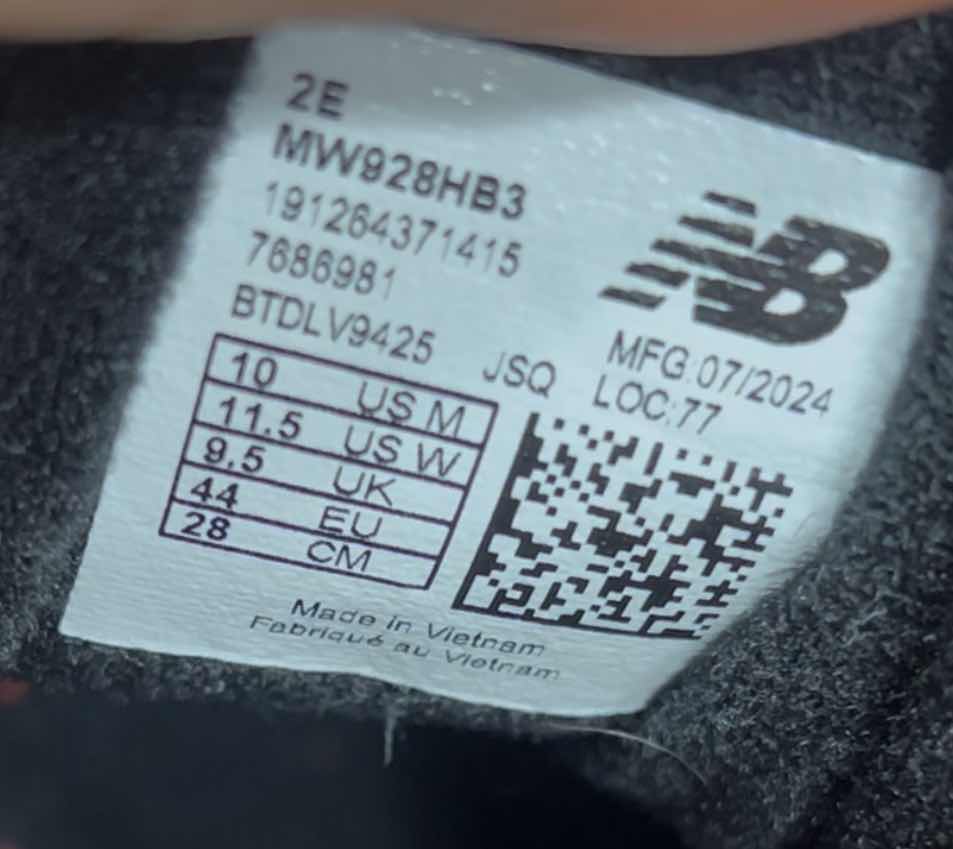 2E
MW928HB3
191264371415
7686981
BTDLV9425
JSQ
NB
MFG:07/2024
LOC:77
10 US M
11.5 US W
9.5 UK
44 EU
28 CM
Made in Vietnam
Fabriqué au Vietnam